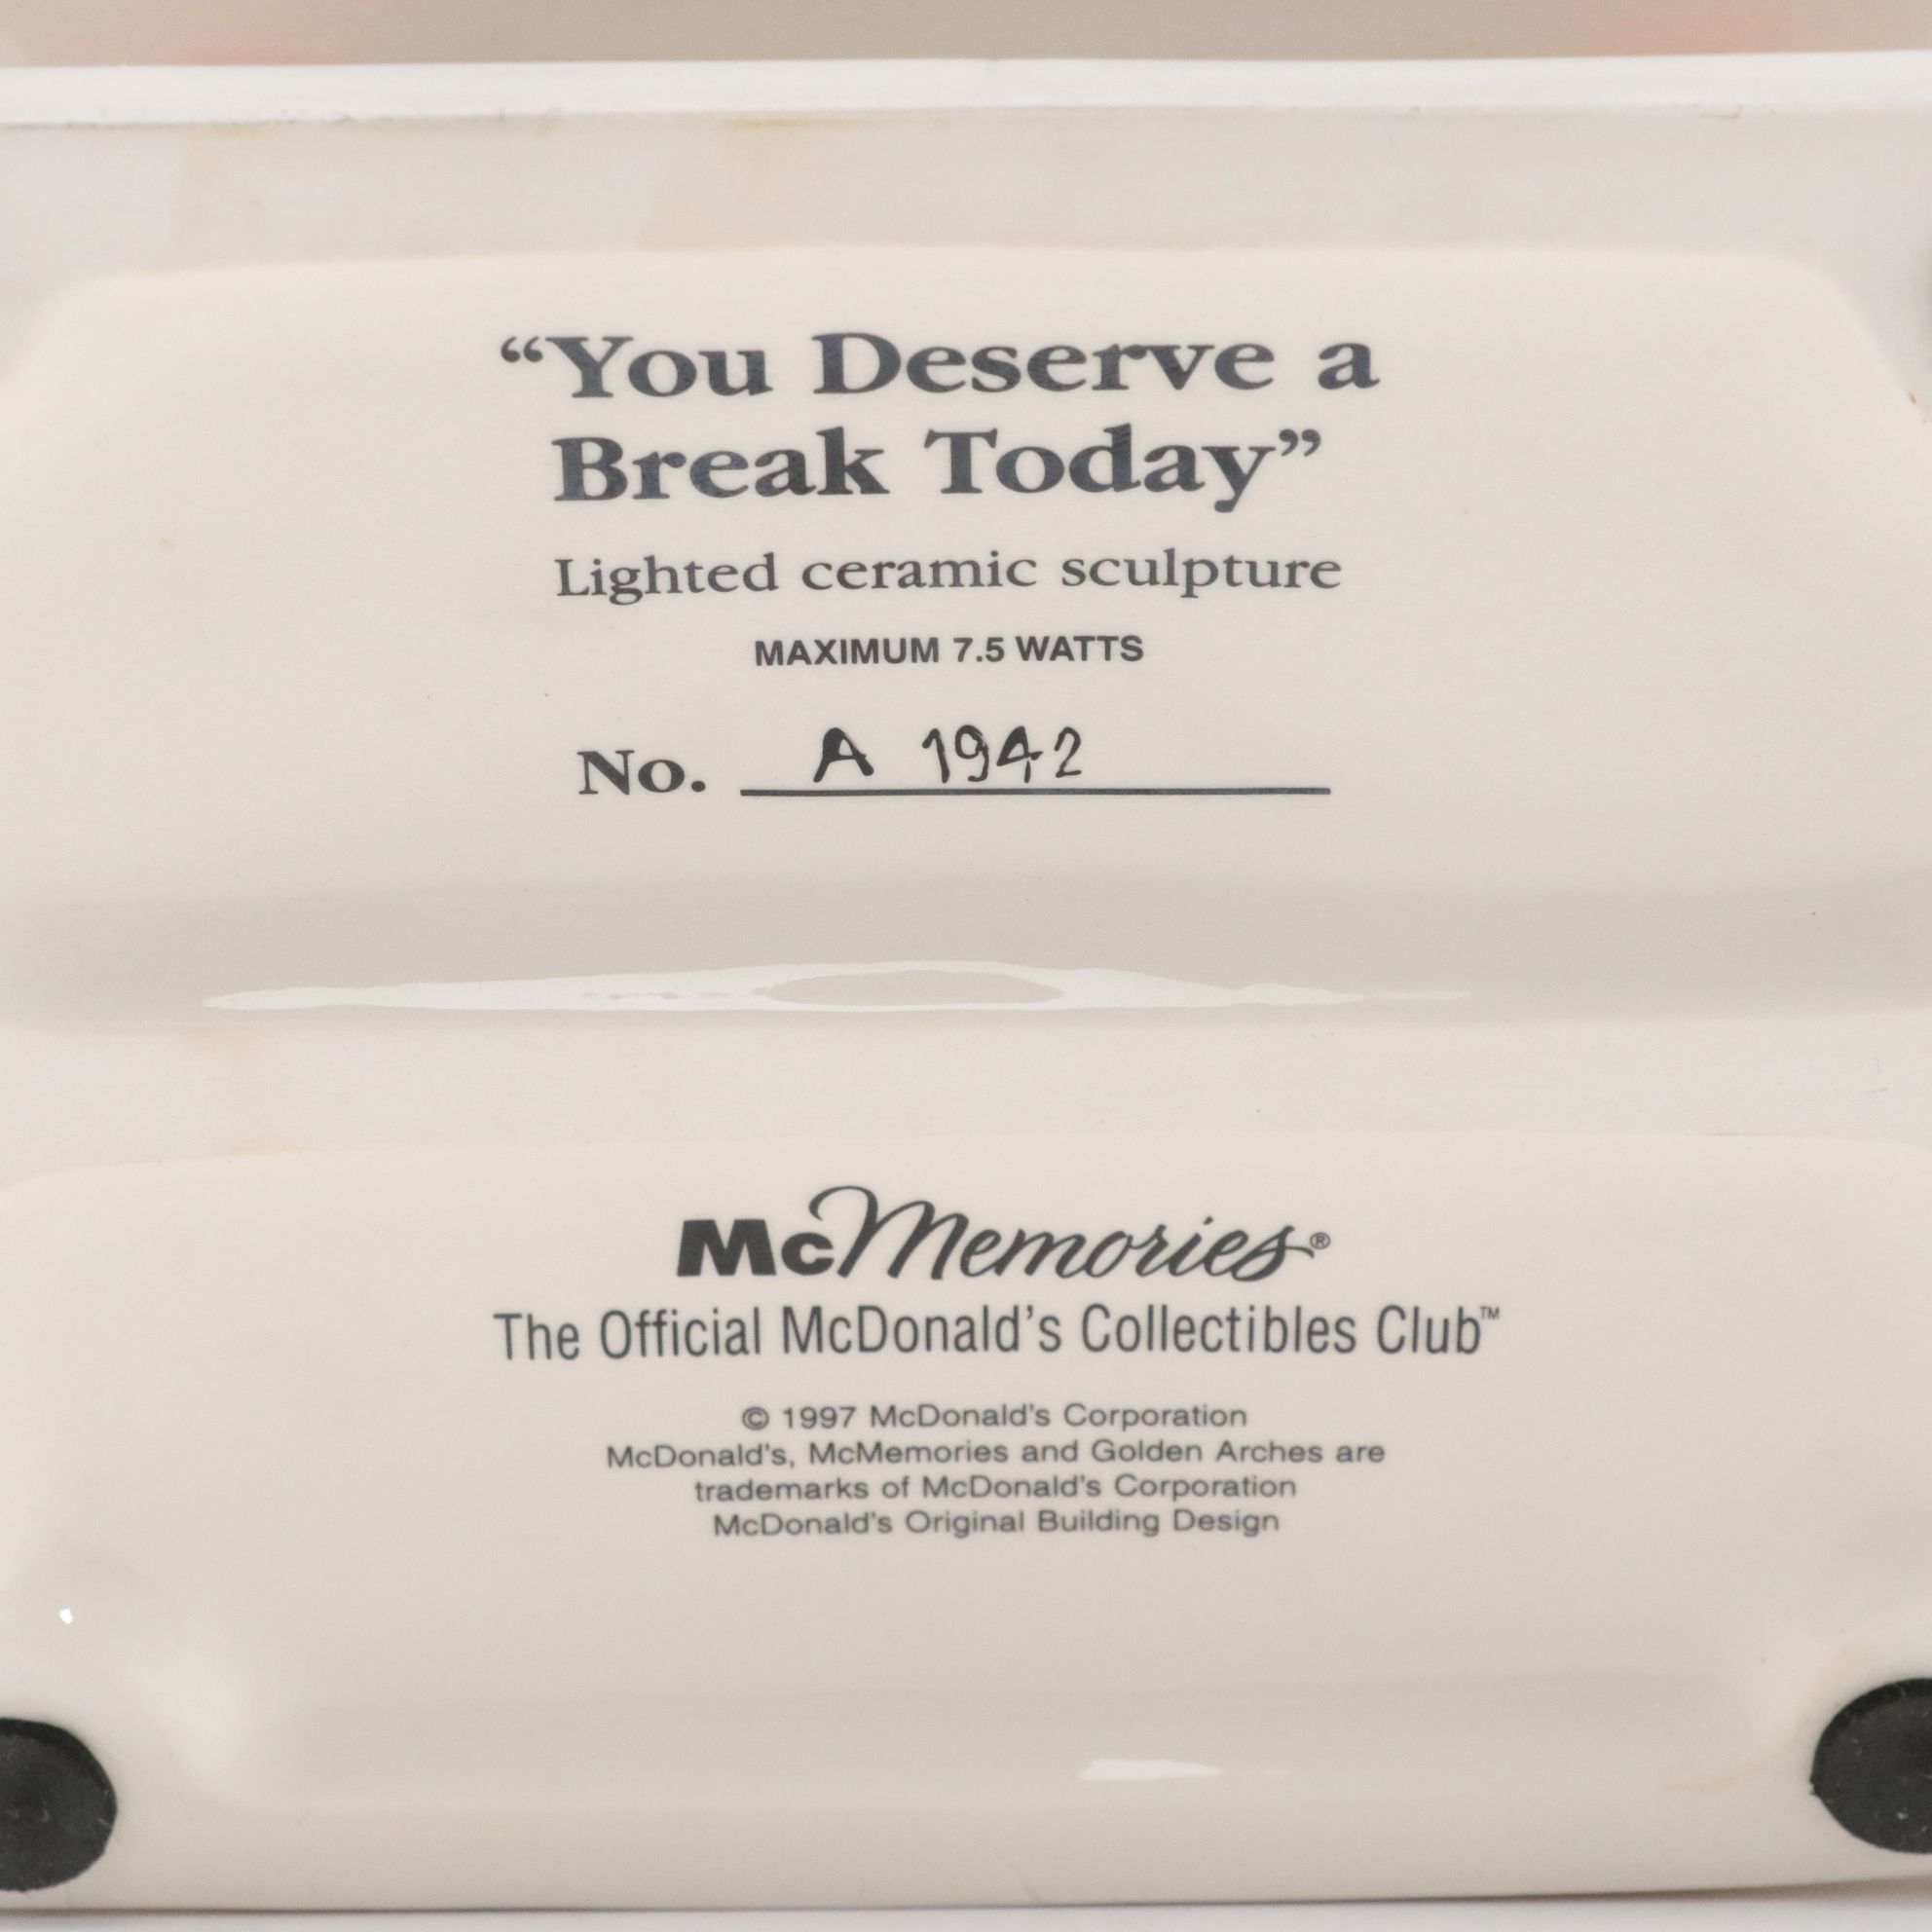 “You Deserve a
Break Today”
Lighted ceramic sculpture
MAXIMUM 7.5 WATTS
No. A 1942
McMemories®
The Official McDonald's Collectibles Club™
© 1997 McDonald's Corporation
McDonald's, McMemories and Golden Arches are
trademarks of McDonald's Corporation
McDonald's Original Building Design